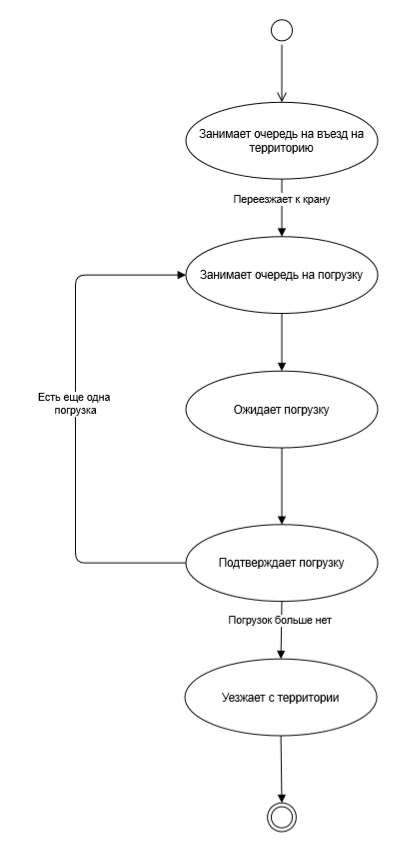 Занимает очередь на въезд на
территорию
Переезжает к крану
Занимает очередь на погрузку
Есть еще одна
погрузка
Ожидает погрузку
Подтверждает погрузку
Погрузок больше нет
Уезжает с территории